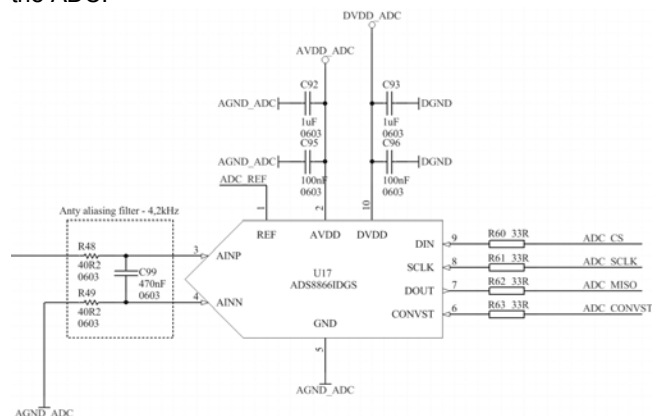 the ADC.
DVDD_ADC
AVDD_ADC
C92
1uF
0603
AGND_ADC
C93
1uF
0603
DGND
C95
100nF
0603
AGND_ADC
C96
100nF
0603
DGND
ADC_REF
1
2
10
Anty aliasing filter - 4,2kHz
R48
40R2
0603
C99
470nF
0603
R49
40R2
0603
3
4
REF
AVDD
DVDD
AINP
AINN
U17
ADS8866IDGS
GND
5
DIN
SCLK
DOUT
CONVST
9
8
7
6
R60 33R
ADC_CS
R61 33R
ADC_SCLK
R62 33R
ADC_MISO
R63 33R
ADC_CONVST
AGND_ADC
AGND_ADC